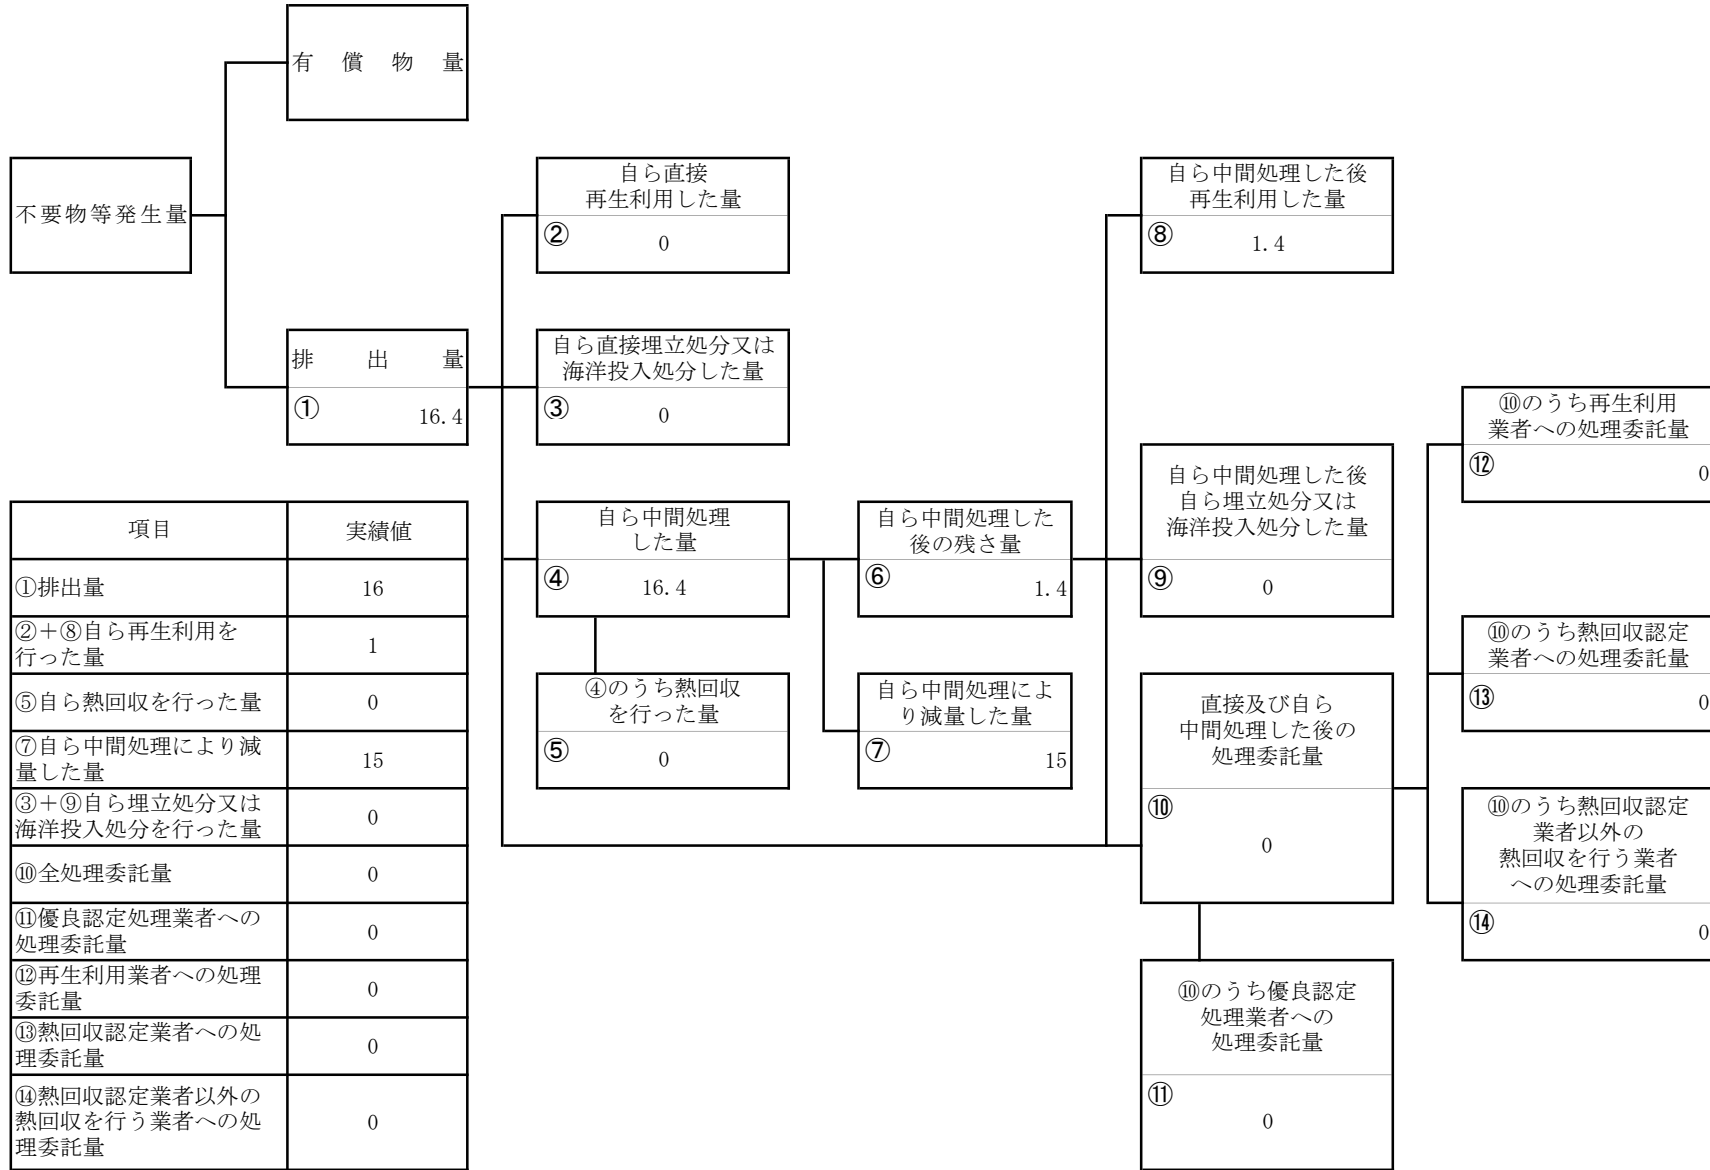 有償物量
不要物等発生量
排出量
①
16.4
自ら直接
再生利用した量
②
0
自ら直接埋立処分又は
海洋投入処分した量
③
0
自ら中間処理
した量
④
16.4
④のうち熱回収
を行った量
⑤
0
自ら中間処理した
後の残さ量
⑥
1.4
自ら中間処理によ
り減量した量
⑦
15
自ら中間処理した後
再生利用した量
⑧
1.4
自ら中間処理した後
自ら埋立処分又は
海洋投入処分した量
⑨
0
直接及び自ら
中間処理した後の
処理委託量
⑩
0
⑩のうち優良認定
処理業者への
処理委託量
⑪
0
⑩のうち再生利用
業者への処理委託量
⑫
0
⑩のうち熱回収認定
業者への処理委託量
⑬
0
⑩のうち熱回収認定
業者以外の
熱回収を行う業者
への処理委託量
⑭
0
項目 実績値
①排出量 16
②＋⑧自ら再生利用を
行った量 1
⑤自ら熱回収を行った量 0
⑦自ら中間処理により減
量した量 15
③＋⑨自ら埋立処分又は
海洋投入処分を行った量 0
⑩全処理委託量 0
⑪優良認定処理業者への
処理委託量 0
⑫再生利用業者への処理
委託量 0
⑬熱回収認定業者への処
理委託量 0
⑭熱回収認定業者以外の
熱回収を行う業者への処
理委託量 0